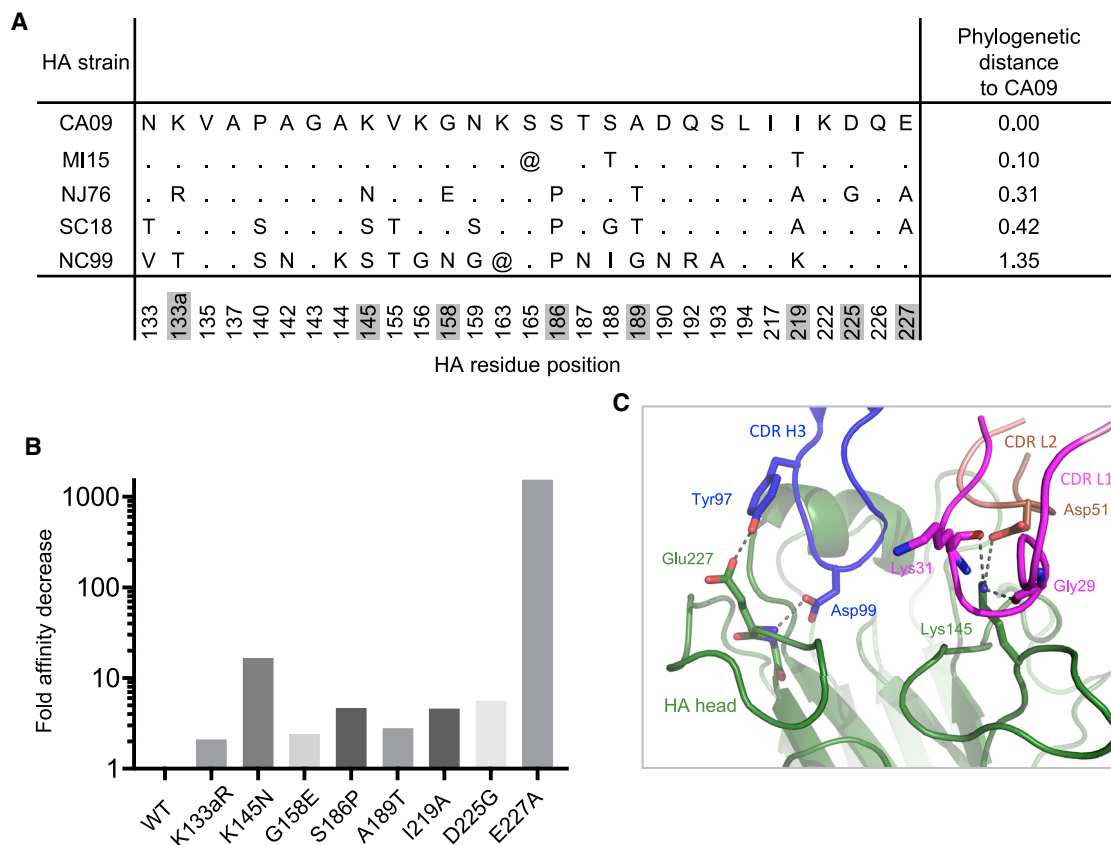 A
HA strain
Phylogenetic
distance
to CA09
CA09 N K V A P A G A K V K G N K S S T S A D Q S L I I K D Q E 0.00
MI15 . . . . . . . . . . . . . . @ . . T . . . . . . T . . . . 0.10
NJ76 . R . . . . . . N . . E . . . P . . T . . . . . A . G . A 0.31
SC18 T . . . S . . . S T . . S . . P . G T . . . . . A . . . A 0.42
NC99 V T . . S N . K S T G N G @ . P N I G N R A . . K . . . . 1.35
133 133a 135 137 140 142 143 144 145 155 156 158 159 163 165 186 187 188 189 190 192 193 194 217 219 222 225 226 227
HA residue position
B
Fold affinity decrease
1000
100
10
1
WT K133aR K145N G158E S186P A189T I219A D225G E227A
C
CDR H3
CDR L2
CDR L1
Tyr97
Asp51
Glu227
Lys31
Gly29
Asp99
Lys145
HA head